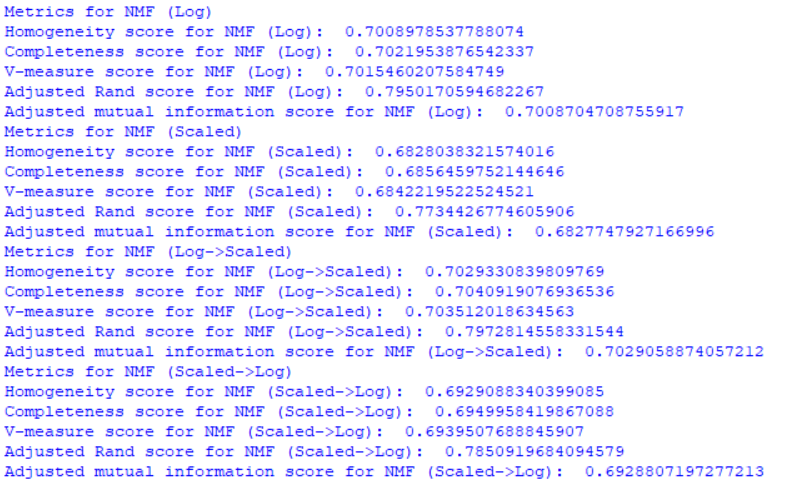 Metrics for NMF (Log)
Homogeneity score for NMF (Log):  0.7008978537788074
Completeness score for NMF (Log):  0.7021953876542337
V-measure score for NMF (Log):  0.7015460207584749
Adjusted Rand score for NMF (Log):  0.7950170594682267
Adjusted mutual information score for NMF (Log):  0.7008704708755917
Metrics for NMF (Scaled)
Homogeneity score for NMF (Scaled):  0.6828038321574016
Completeness score for NMF (Scaled):  0.6856459752144646
V-measure score for NMF (Scaled):  0.6842219522524521
Adjusted Rand score for NMF (Scaled):  0.7734426774605906
Adjusted mutual information score for NMF (Scaled):  0.6827747927166996
Metrics for NMF (Log->Scaled)
Homogeneity score for NMF (Log->Scaled):  0.7029330839809769
Completeness score for NMF (Log->Scaled):  0.7040919076936536
V-measure score for NMF (Log->Scaled):  0.703512018634563
Adjusted Rand score for NMF (Log->Scaled):  0.7972814558331544
Adjusted mutual information score for NMF (Log->Scaled):  0.7029058874057212
Metrics for NMF (Scaled->Log)
Homogeneity score for NMF (Scaled->Log):  0.6929088340399085
Completeness score for NMF (Scaled->Log):  0.6949958419867088
V-measure score for NMF (Scaled->Log):  0.6939507688845907
Adjusted Rand score for NMF (Scaled->Log):  0.7850919684094579
Adjusted mutual information score for NMF (Scaled->Log):  0.6928807197277213